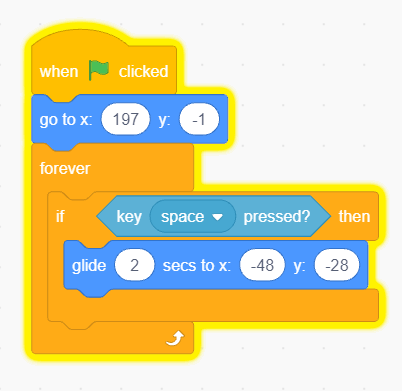 when clicked
go to x: 197 y: -1
forever
if key space pressed? then
glide 2 secs to x: -48 y: -28